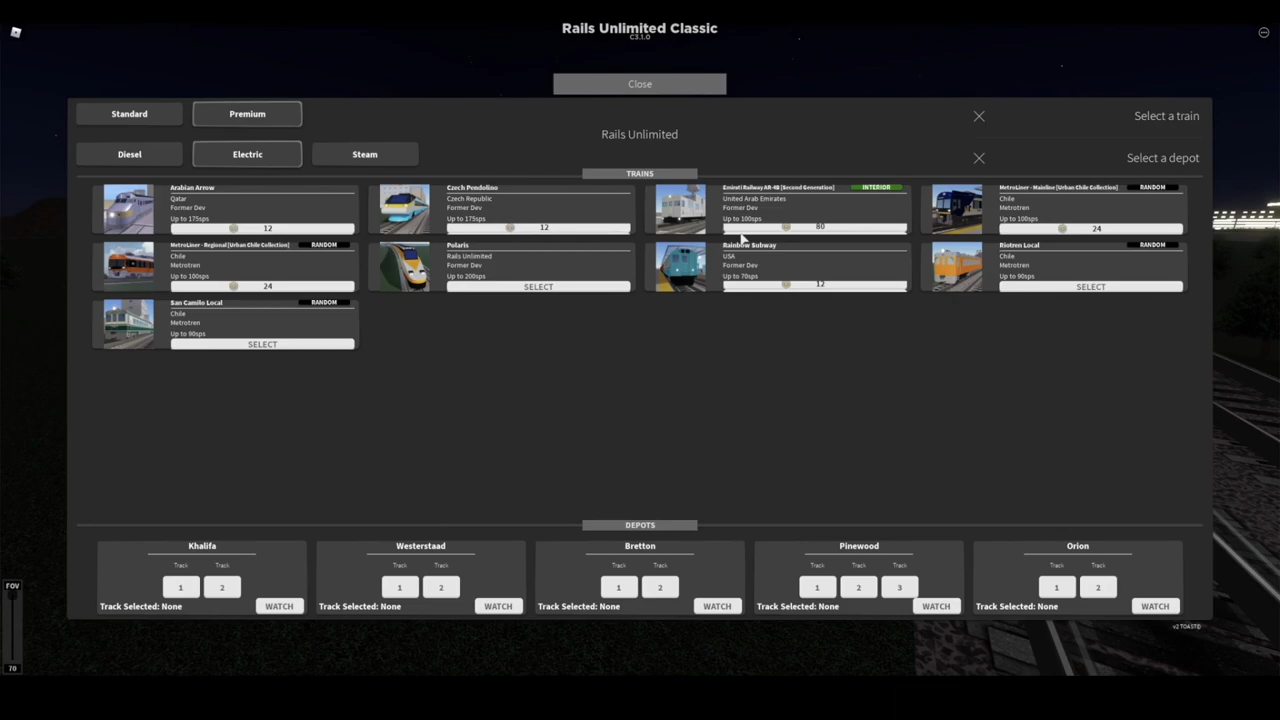 Rails Unlimited Classic
C3.1.0
Close
Standard
Premium
Select a train
Rails Unlimited
Diesel
Electric
Steam
Select a depot
TRAINS
Arabian Arrow
Qatar
Former Dev
Up to 175sps
12
Czech Pendolino
Czech Republic
Former Dev
Up to 175sps
12
Emirati Railway AR-4B [Second Generation]
INTERIOR
United Arab Emirates
Former Dev
Up to 100sps
80
MetroLiner - Mainline [Urban Chile Collection]
RANDOM
Chile
Metrotren
Up to 100sps
24
MetroLiner - Regional [Urban Chile Collection]
RANDOM
Chile
Metrotren
Up to 100sps
24
Polaris
Rails Unlimited
Former Dev
Up to 200sps
SELECT
Rainbow Subway
USA
Former Dev
Up to 70sps
12
Riotren Local
RANDOM
Chile
Metrotren
Up to 90sps
SELECT
San Camilo Local
RANDOM
Chile
Metrotren
Up to 90sps
SELECT
DEPOTS
Khalifa
Track Track
1 2
Track Selected: None
WATCH
Westerstaad
Track Track
1 2
Track Selected: None
WATCH
Bretton
Track Track
1 2
Track Selected: None
WATCH
Pinewood
Track Track Track
1 2 3
Track Selected: None
WATCH
Orion
Track Track
1 2
Track Selected: None
WATCH
FOV
70
v2 TOASTD